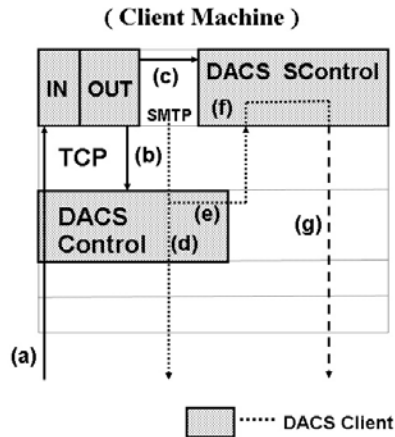 ( Client Machine )
IN OUT
(c)
DACS SControl
SMTP
(f)
TCP
(b)
DACS
Control
(e)
(d)
(g)
(a)
DACS Client